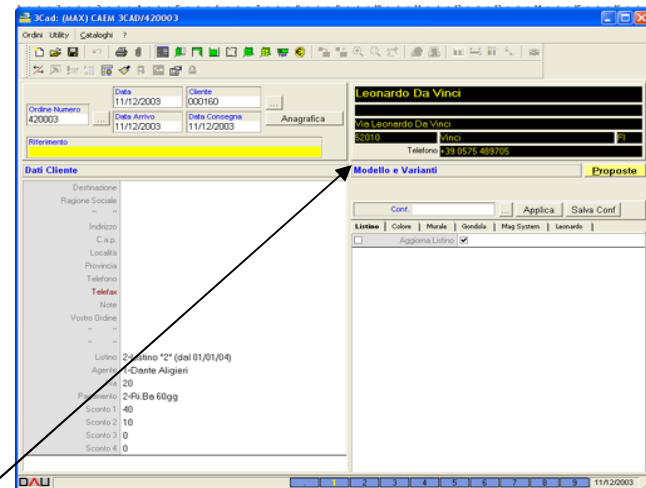 3Cad: (MAX) CAEM 3CAD/420003
Ordini Utility Cataloghi ?
Data
11/12/2003
Cliente
000160
...
Ordine Numero
420003
...
Data Arrivo
11/12/2003
Data Consegna
11/12/2003
Anagrafica
Riferimento
Leonardo Da Vinci
Via Leonardo Da Vinci
52010 Vinci FI
Telefono +39 0575 489705
Dati Cliente
Destinazione
Ragione Sociale
" "
Indirizzo
C.a.p.
Località
Provincia
Telefono
Telefax
Note
Vostro Ordine
" "
" "
Listino 2-Listino "2" (dal 01/01/04)
Agente 1-Dante Aligieri
20
Pagamento 2-Ri.Ba 60gg
Sconto 1 40
Sconto 2 10
Sconto 3 0
Sconto 4 0
Modello e Varianti Proposte
Conf. ... Applica Salva Conf
Listino | Colore | Murale | Gondola | Mag System | Leonardo |
Aggiorna Listino
DAU
1 2 3 4 5 6 7 8 9 11/12/2003